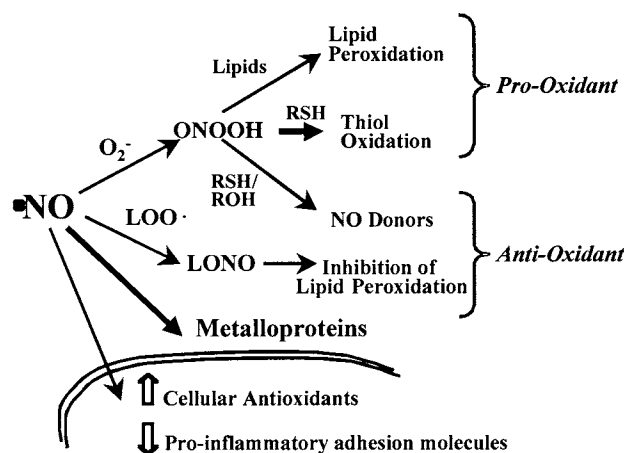 Lipid
Peroxidation
Lipids
Pro-Oxidant
RSH
ONOOH
Thiol
Oxidation
O₂⁻
RSH/
ROH
•NO
NO Donors
LOO·
Anti-Oxidant
LONO
Inhibition of
Lipid Peroxidation
Metalloproteins
⇧ Cellular Antioxidants
⇩ Pro-inflammatory adhesion molecules